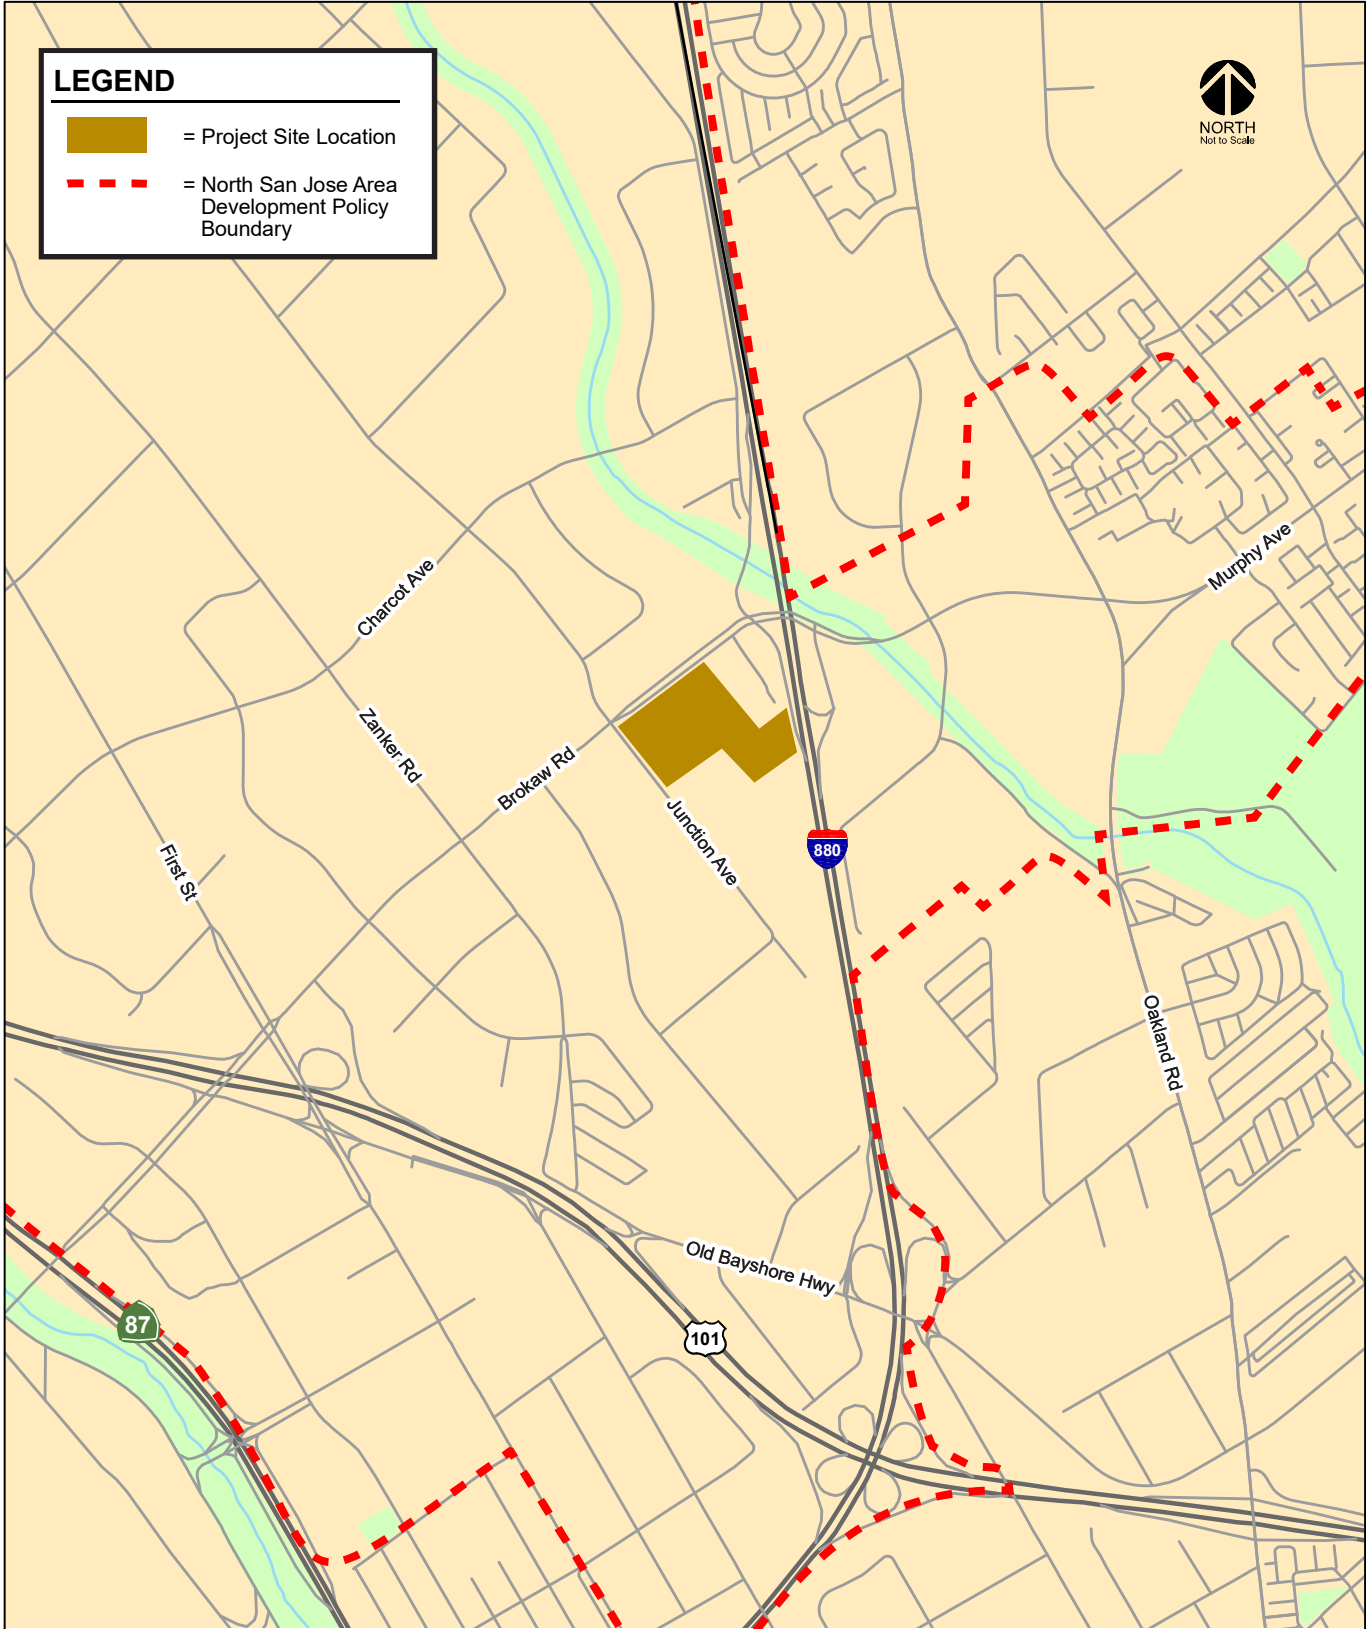 LEGEND
= Project Site Location
= North San Jose Area
Development Policy
Boundary
NORTH
Not to Scale
Charcot Ave
Murphy Ave
Zanker Rd
Brokaw Rd
Junction Ave
First St
880
Oakland Rd
Old Bayshore Hwy
87
101